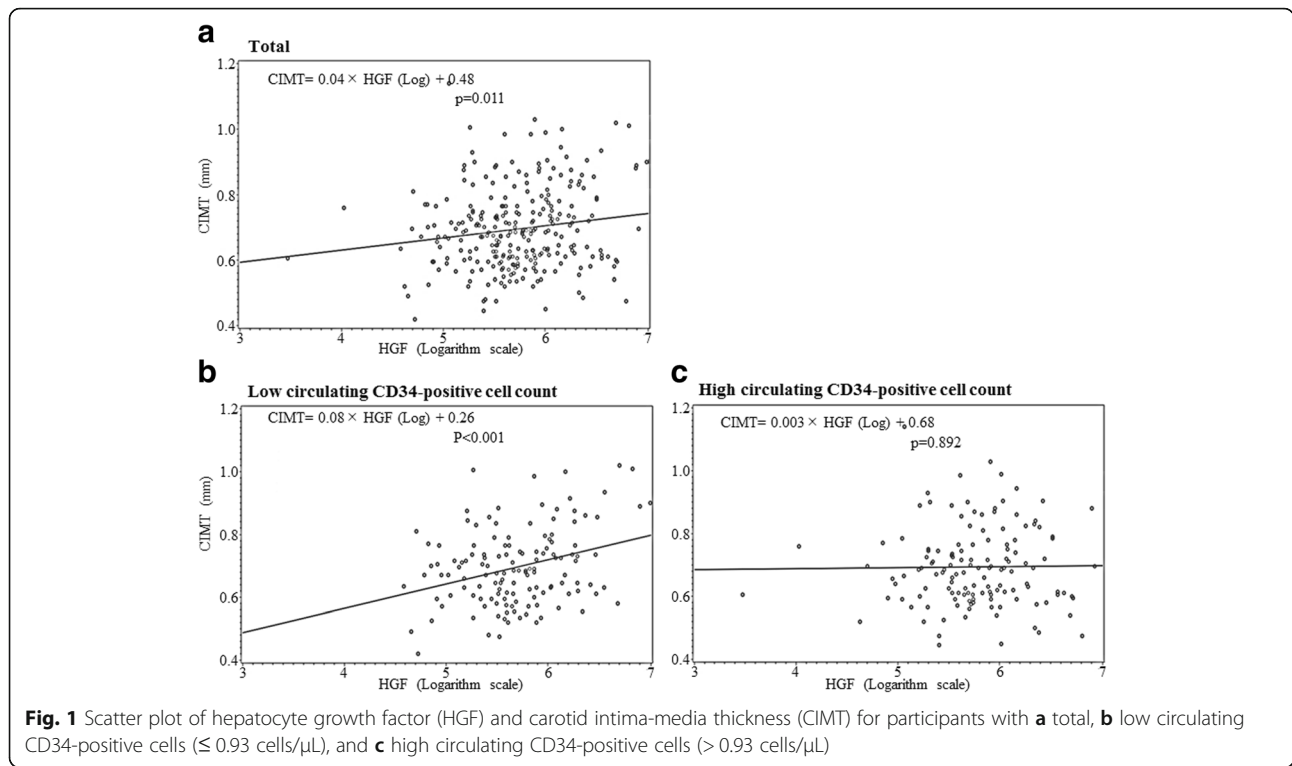 a
Total
1.2
CIMT= 0.04 × HGF (Log) + 0.48
p=0.011
1.0
CIMT (mm)
0.8
0.6
0.4
3 4 5 6 7
HGF (Logarithm scale)
b
Low circulating CD34-positive cell count
1.2
CIMT= 0.08 × HGF (Log) + 0.26
P<0.001
1.0
CIMT (mm)
0.8
0.6
0.4
3 4 5 6 7
HGF (Logarithm scale)
c
High circulating CD34-positive cell count
1.2
CIMT= 0.003 × HGF (Log) + 0.68
p=0.892
1.0
0.8
0.6
0.4
3 4 5 6 7
HGF (Logarithm scale)
Fig. 1 Scatter plot of hepatocyte growth factor (HGF) and carotid intima-media thickness (CIMT) for participants with a total, b low circulating
CD34-positive cells (≤ 0.93 cells/μL), and c high circulating CD34-positive cells (> 0.93 cells/μL)